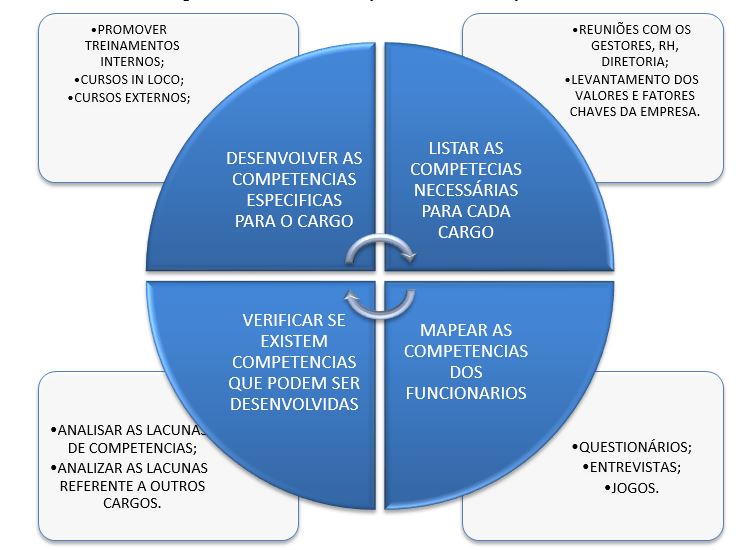 •PROMOVER
TREINAMENTOS
INTERNOS;
•CURSOS IN LOCO;
•CURSOS EXTERNOS;
•REUNIÕES COM OS
GESTORES, RH,
DIRETORIA;
•LEVANTAMENTO DOS
VALORES E FATORES
CHAVES DA EMPRESA.
DESENVOLVER AS
COMPETENCIAS
ESPECIFICAS
PARA O CARGO
LISTAR AS
COMPETECIAS
NECESSÁRIAS
PARA CADA
CARGO
VERIFICAR SE
EXISTEM
COMPETENCIAS
QUE PODEM SER
DESENVOLVIDAS
MAPEAR AS
COMPETENCIAS
DOS
FUNCIONARIOS
•ANALISAR AS LACUNAS
DE COMPETENCIAS;
•ANALIZAR AS LACUNAS
REFERENTE A OUTROS
CARGOS.
•QUESTIONÁRIOS;
•ENTREVISTAS;
•JOGOS.